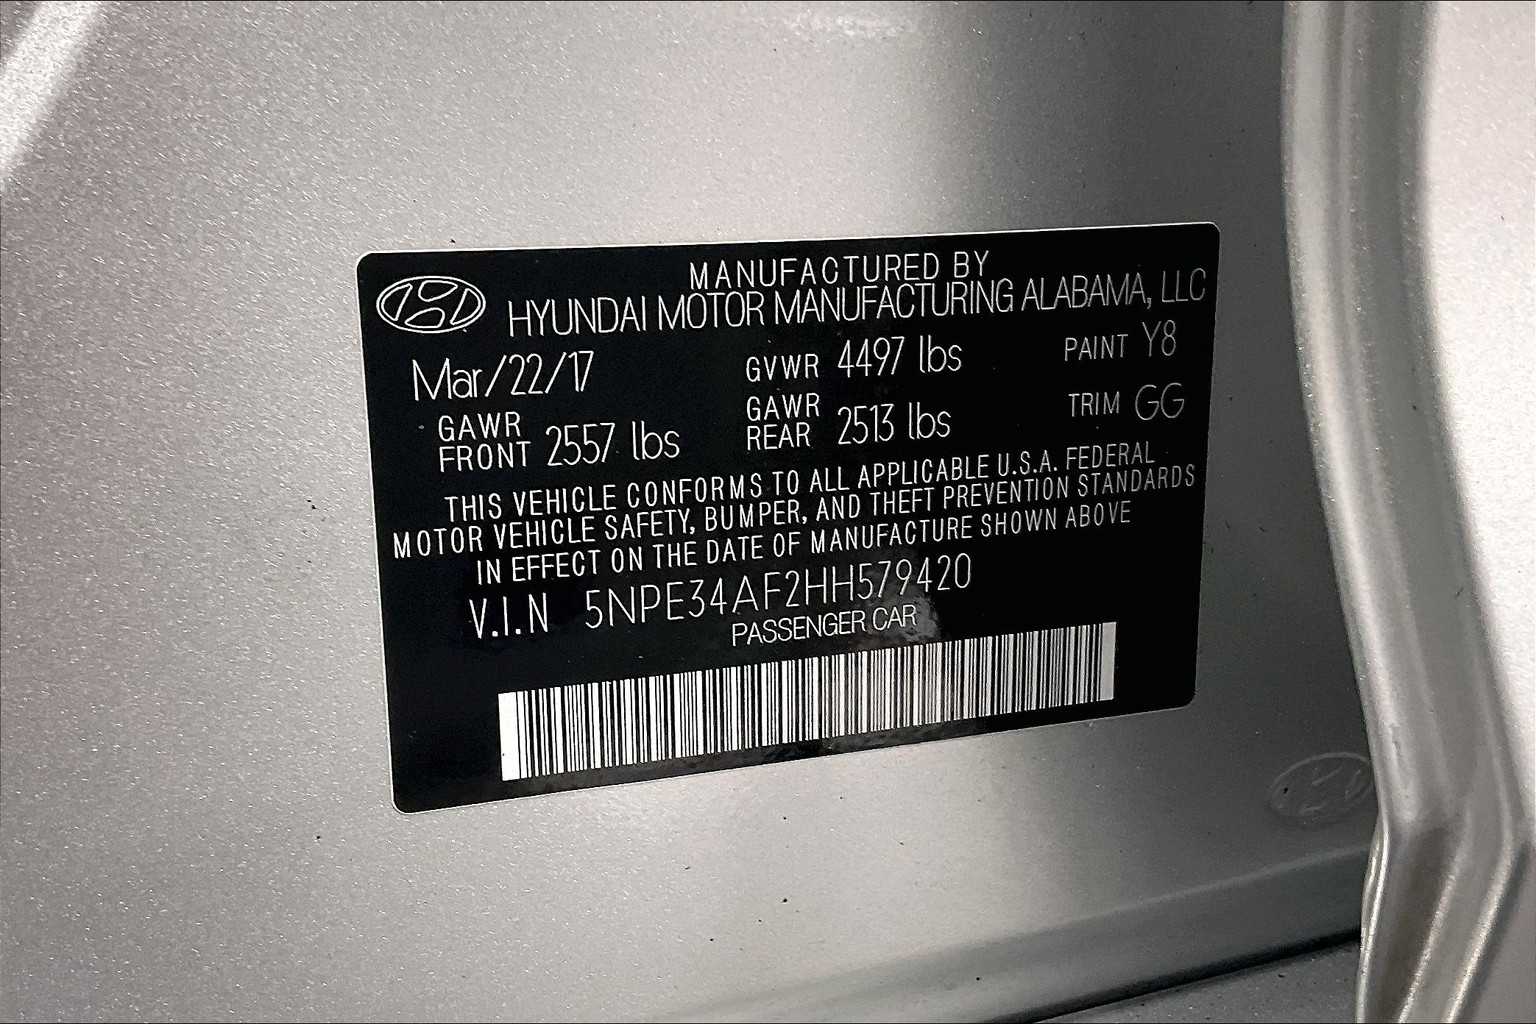 MANUFACTURED BY
HYUNDAI MOTOR MANUFACTURING ALABAMA, LLC
Mar/22/17 GVWR 4497 lbs PAINT Y8
GAWR FRONT 2557 lbs GAWR REAR 2513 lbs TRIM GG
THIS VEHICLE CONFORMS TO ALL APPLICABLE U.S.A. FEDERAL
MOTOR VEHICLE SAFETY, BUMPER, AND THEFT PREVENTION STANDARDS
IN EFFECT ON THE DATE OF MANUFACTURE SHOWN ABOVE
V.I.N 5NPE34AF2HH579420
PASSENGER CAR